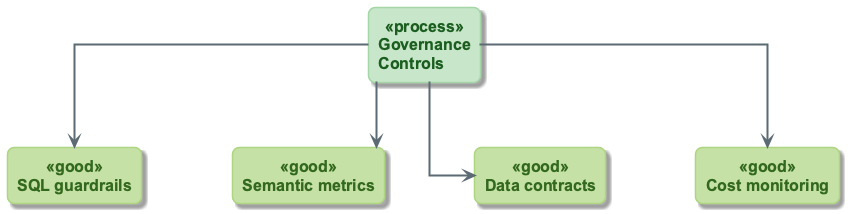 «process»
Governance
Controls
«good»
SQL guardrails
«good»
Semantic metrics
«good»
Data contracts
«good»
Cost monitoring